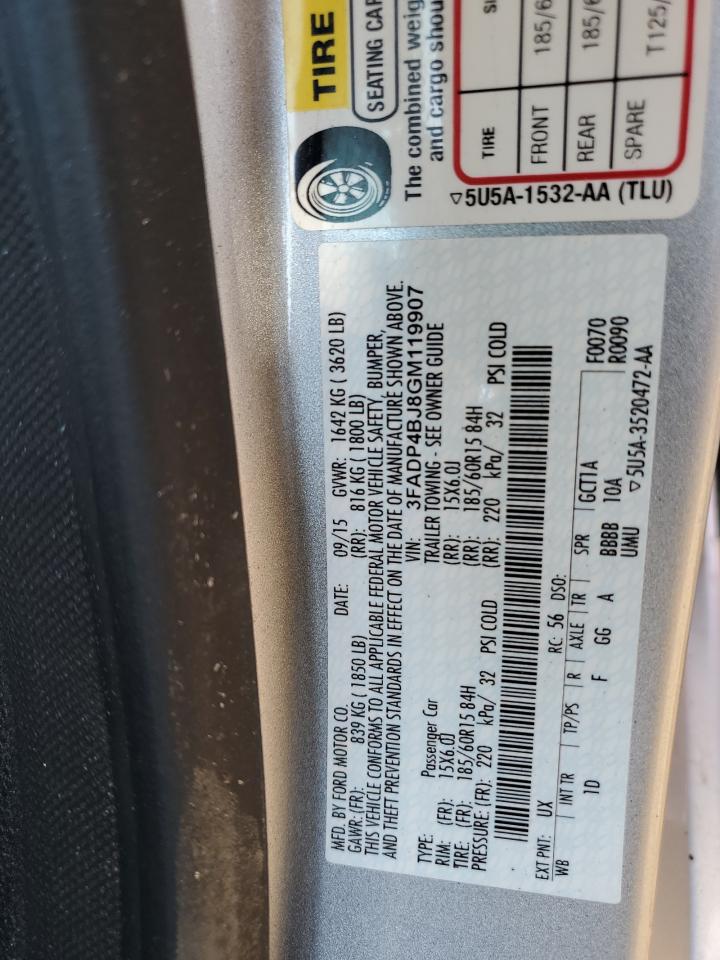 TIRE
SEATING CAP
The combined weig
and cargo shou
TIRE SI
FRONT 185/6
REAR 185/6
SPARE T125/
▽5U5A-1532-AA (TLU)
MFD. BY FORD MOTOR CO. DATE: 09/15 GVWR: 1642 KG ( 3620 LB)
GAWR: (FR): 839 KG ( 1850 LB) (RR): 816 KG ( 1800 LB)
THIS VEHICLE CONFORMS TO ALL APPLICABLE FEDERAL MOTOR VEHICLE SAFETY, BUMPER,
AND THEFT PREVENTION STANDARDS IN EFFECT ON THE DATE OF MANUFACTURE SHOWN ABOVE.
VIN: 3FADP4BJ8GM119907
TYPE: Passenger Car TRAILER TOWING - SEE OWNER GUIDE
RIM: (FR): 15X6.0J (RR): 15X6.0J
TIRE: (FR): 185/60R15 84H (RR): 185/60R15 84H
PRESSURE: (FR): 220 kPa/ 32 PSI COLD (RR): 220 kPa/ 32 PSI COLD
EXT PNT: UX RC: 56 DSO: F0070
WB INT TR TP/PS R AXLE TR SPR GCT1A R0090
1D F GG A BBBB 10A
UMU ▽5U5A-3520472-AA